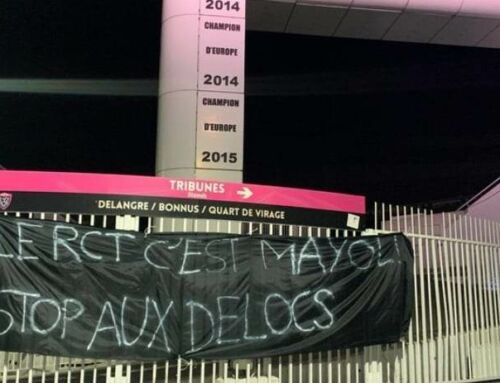 2014
CHAMPION
D'EUROPE
2014
CHAMPION
D'EUROPE
2015
TRIBUNES
Stands
DELANGRE / BONNUS / QUART DE VIRAGE
LE RCT C'EST MAYOL
STOP AUX DELOCS